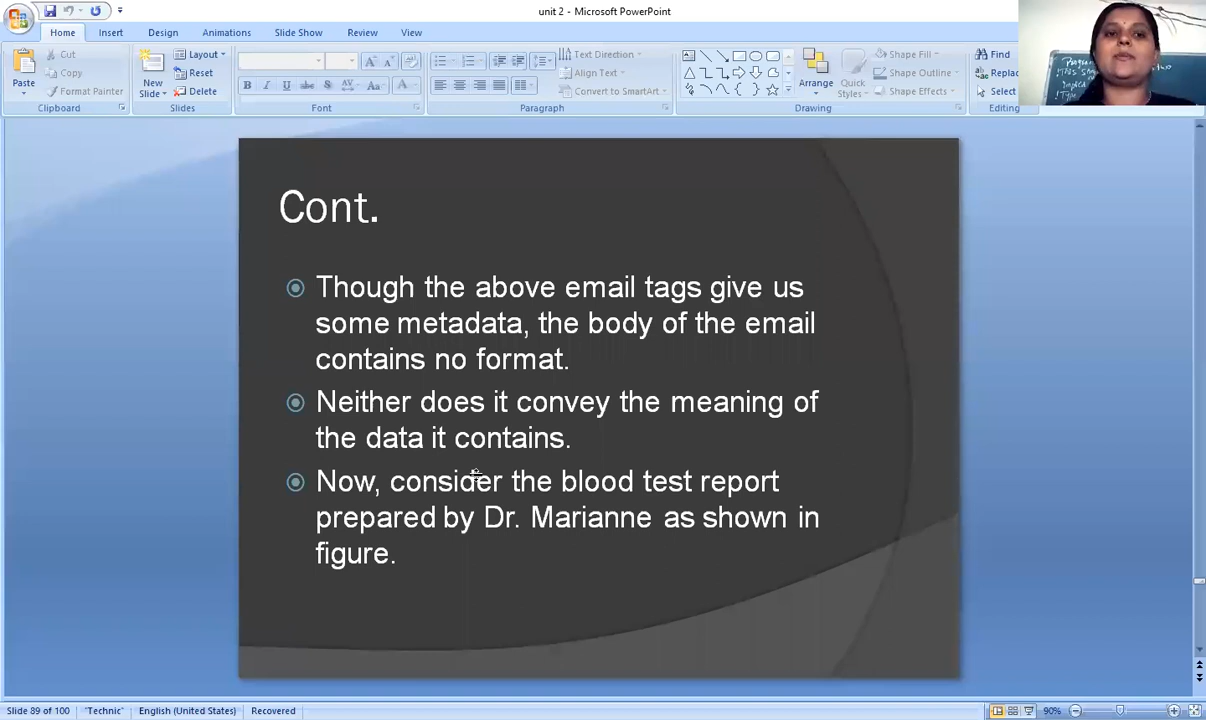 unit 2 - Microsoft PowerPoint
Home Insert Design Animations Slide Show Review View
Paste
Cut
Copy
Format Painter
Clipboard
New Slide
Layout
Reset
Delete
Slides
B I U abc S AV Aa A
Font
Text Direction
Align Text
Convert to SmartArt
Paragraph
Arrange
Quick Styles
Shape Fill
Shape Outline
Shape Effects
Drawing
Find
Replac
Select
Editing
Cont.
Though the above email tags give us
some metadata, the body of the email
contains no format.
Neither does it convey the meaning of
the data it contains.
Now, consider the blood test report
prepared by Dr. Marianne as shown in
figure.
Slide 89 of 100 "Technic" English (United States) Recovered 90%